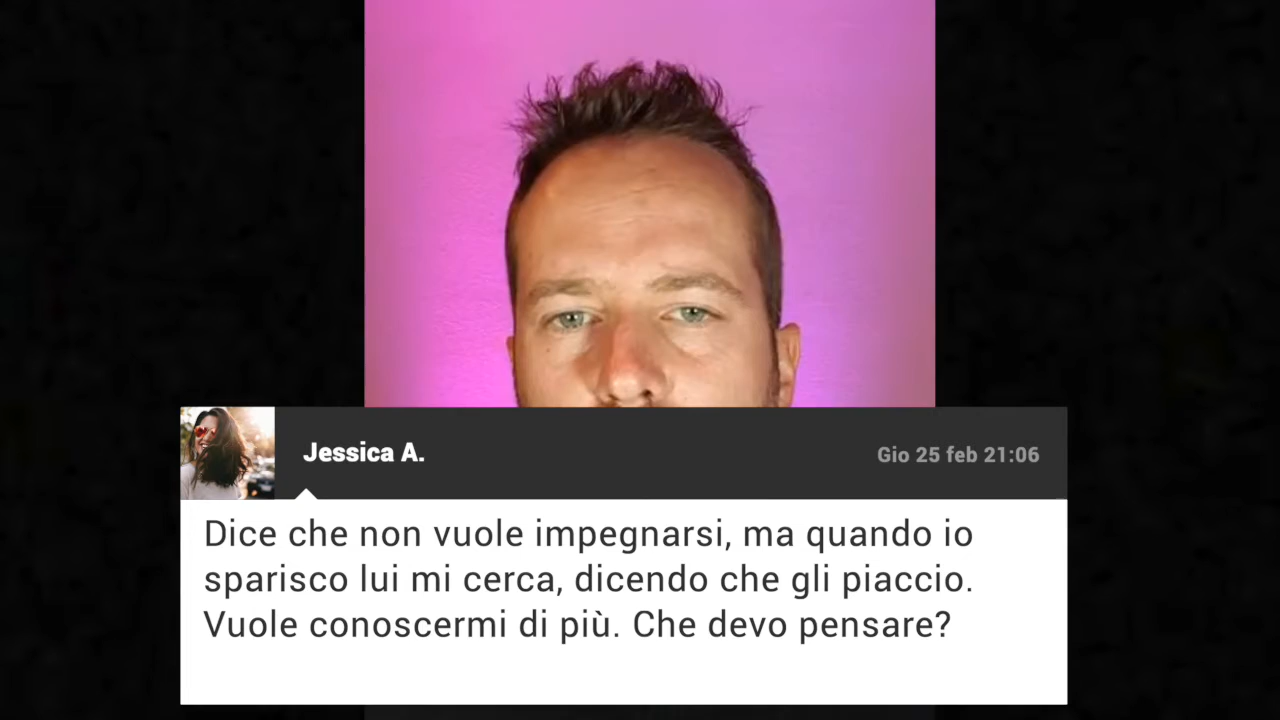 Jessica A.
Gio 25 feb 21:06
Dice che non vuole impegnarsi, ma quando io
sparisco lui mi cerca, dicendo che gli piaccio.
Vuole conoscermi di più. Che devo pensare?